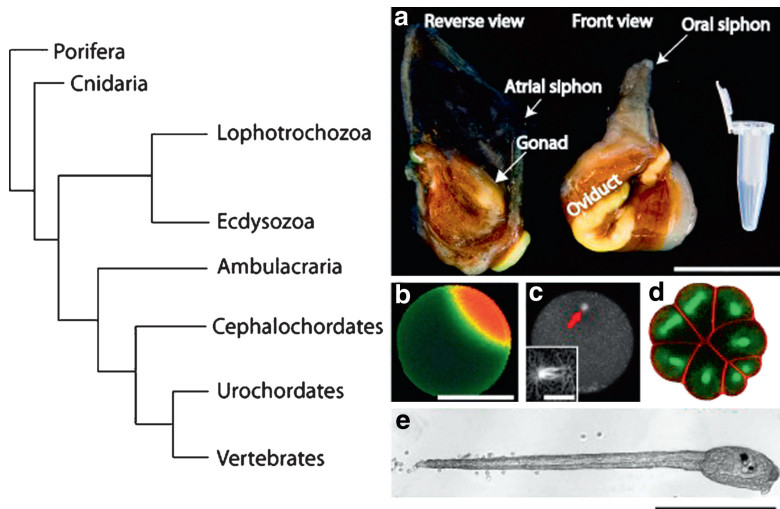 Porifera
Cnidaria
Lophotrochozoa
Ecdysozoa
Ambulacraria
Cephalochordates
Urochordates
Vertebrates
a
Reverse view
Front view
Oral siphon
Atrial siphon
Gonad
Oviduct
b
c
d
e